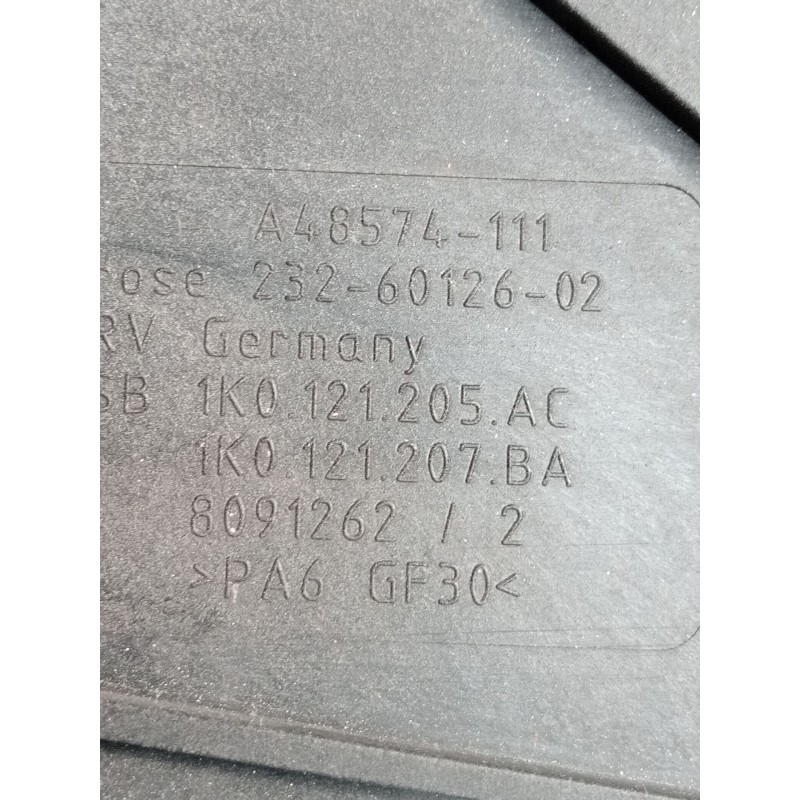 A48574-111
rose 232-60126-02
RV Germany
SB 1K0.121.205.AC
1K0.121.207.BA
8091262 / 2
>PA6 GF30<